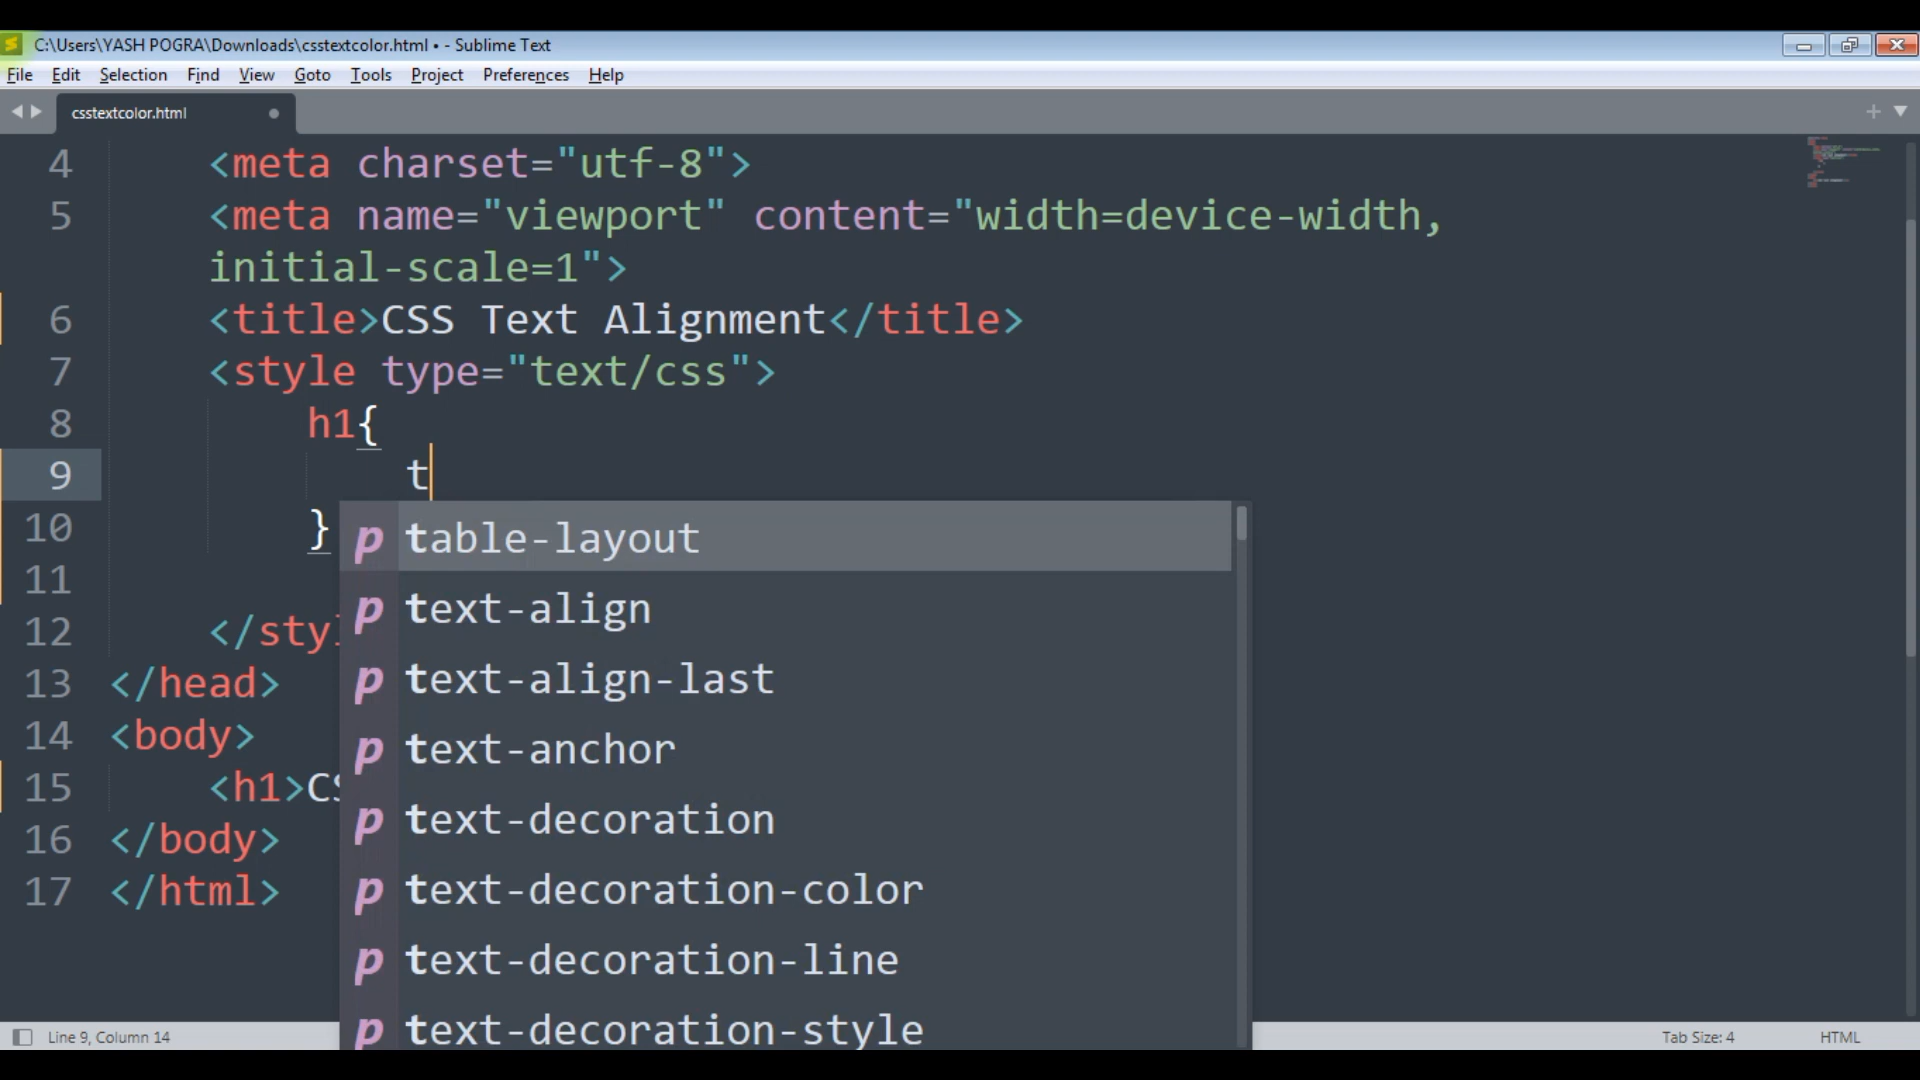 C:\Users\YASH POGRA\Downloads\csstextcolor.html • - Sublime Text
File Edit Selection Find View Goto Tools Project Preferences Help
csstextcolor.html
4 <meta charset="utf-8">
5 <meta name="viewport" content="width=device-width,
initial-scale=1">
6 <title>CSS Text Alignment</title>
7 <style type="text/css">
8 h1{
9 t
10 }
11
12 </styl
13 </head>
14 <body>
15 <h1>CS
16 </body>
17 </html>
p table-layout
p text-align
p text-align-last
p text-anchor
p text-decoration
p text-decoration-color
p text-decoration-line
p text-decoration-style
Line 9, Column 14
Tab Size: 4
HTML